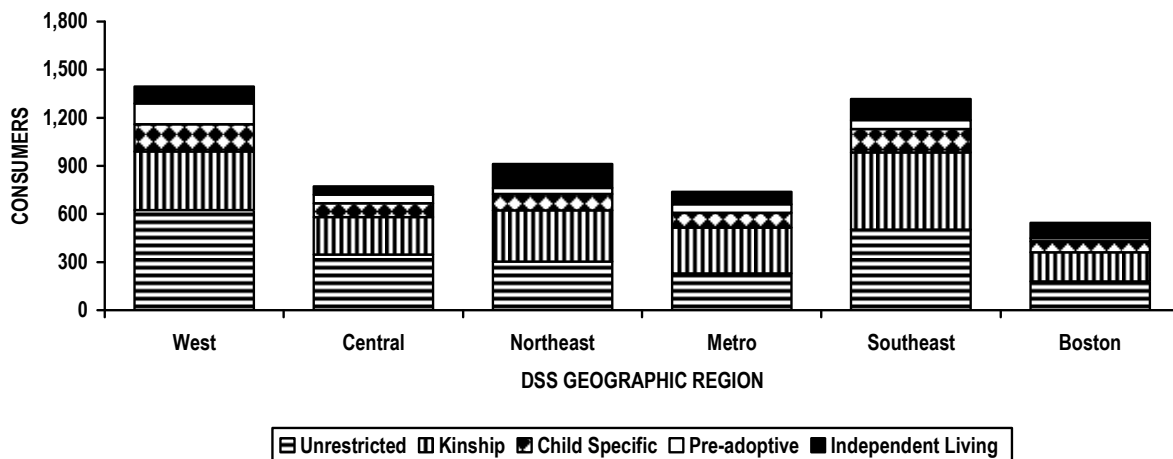 1,800
1,500
1,200
900
600
300
0
CONSUMERS
West Central Northeast Metro Southeast Boston
DSS GEOGRAPHIC REGION
Unrestricted Kinship Child Specific Pre-adoptive Independent Living